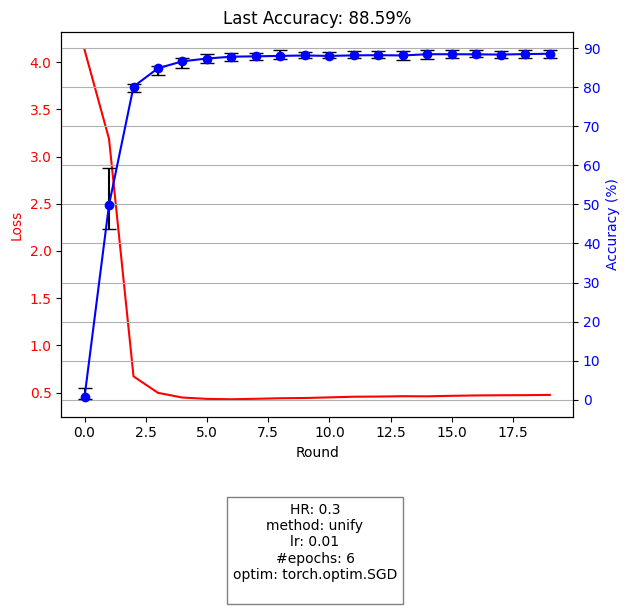 Last Accuracy: 88.59%
4.0
3.5
3.0
2.5
2.0
1.5
1.0
0.5
Loss
90
80
70
60
50
40
30
20
10
0
Accuracy (%)
0.0 2.5 5.0 7.5 10.0 12.5 15.0 17.5
Round
HR: 0.3
method: unify
lr: 0.01
#epochs: 6
optim: torch.optim.SGD